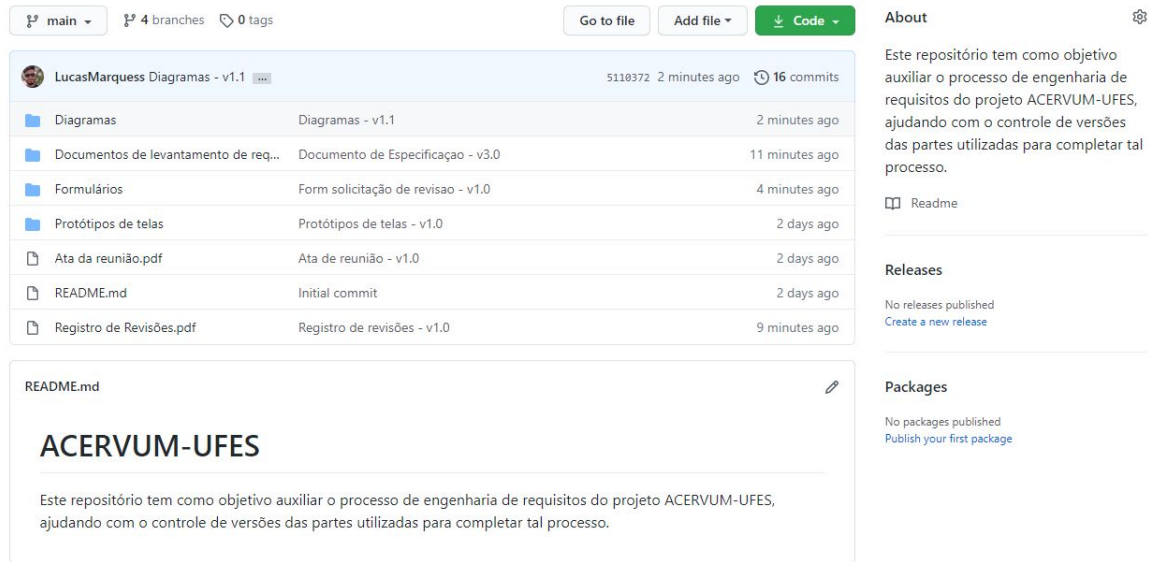 main 4 branches 0 tags Go to file Add file Code
LucasMarquess Diagramas - v1.1 ... 5110372 2 minutes ago 16 commits
Diagramas Diagramas - v1.1 2 minutes ago
Documentos de levantamento de req... Documento de Especificaçao - v3.0 11 minutes ago
Formulários Form solicitação de revisao - v1.0 4 minutes ago
Protótipos de telas Protótipos de telas - v1.0 2 days ago
Ata da reunião.pdf Ata de reunião - v1.0 2 days ago
README.md Initial commit 2 days ago
Registro de Revisões.pdf Registro de revisões - v1.0 9 minutes ago
README.md
ACERVUM-UFES
Este repositório tem como objetivo auxiliar o processo de engenharia de requisitos do projeto ACERVUM-UFES,
ajudando com o controle de versões das partes utilizadas para completar tal processo.
About
Este repositório tem como objetivo
auxiliar o processo de engenharia de
requisitos do projeto ACERVUM-UFES,
ajudando com o controle de versões
das partes utilizadas para completar tal
processo.
Readme
Releases
No releases published
Create a new release
Packages
No packages published
Publish your first package